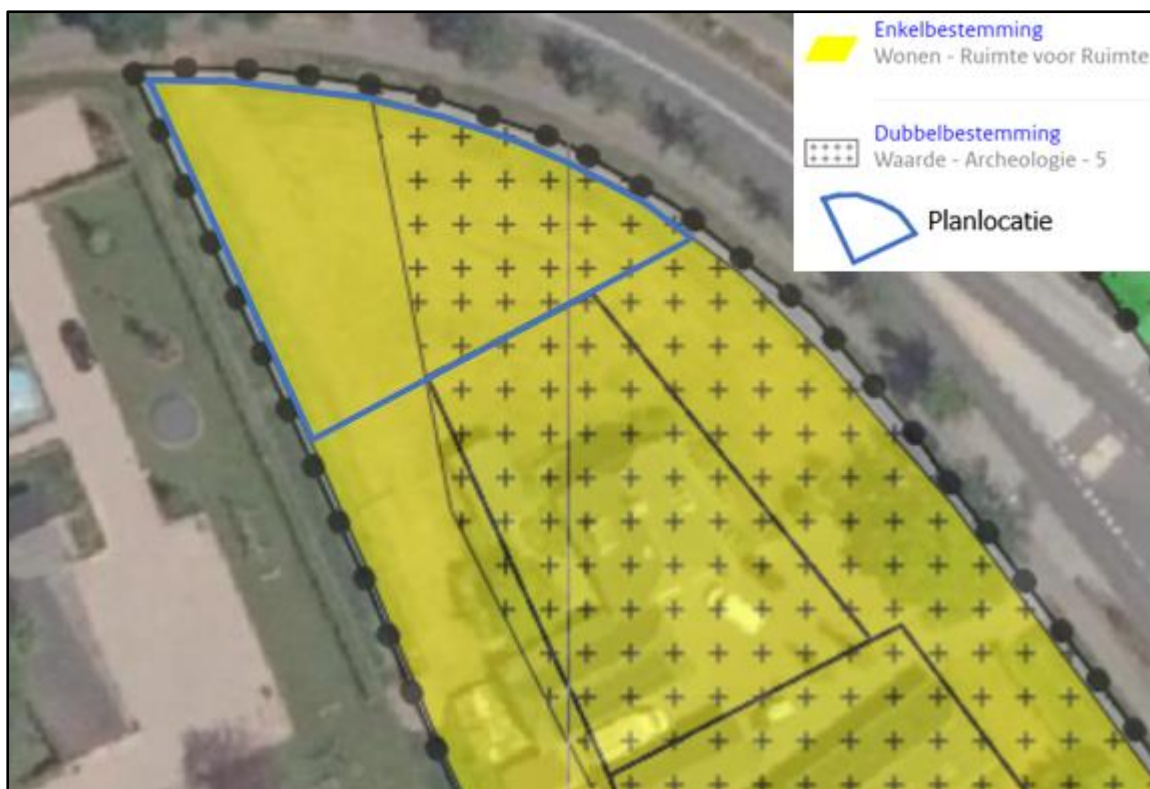 Enkelbestemming
Wonen - Ruimte voor Ruimte
Dubbelbestemming
Waarde - Archeologie - 5
Planlocatie